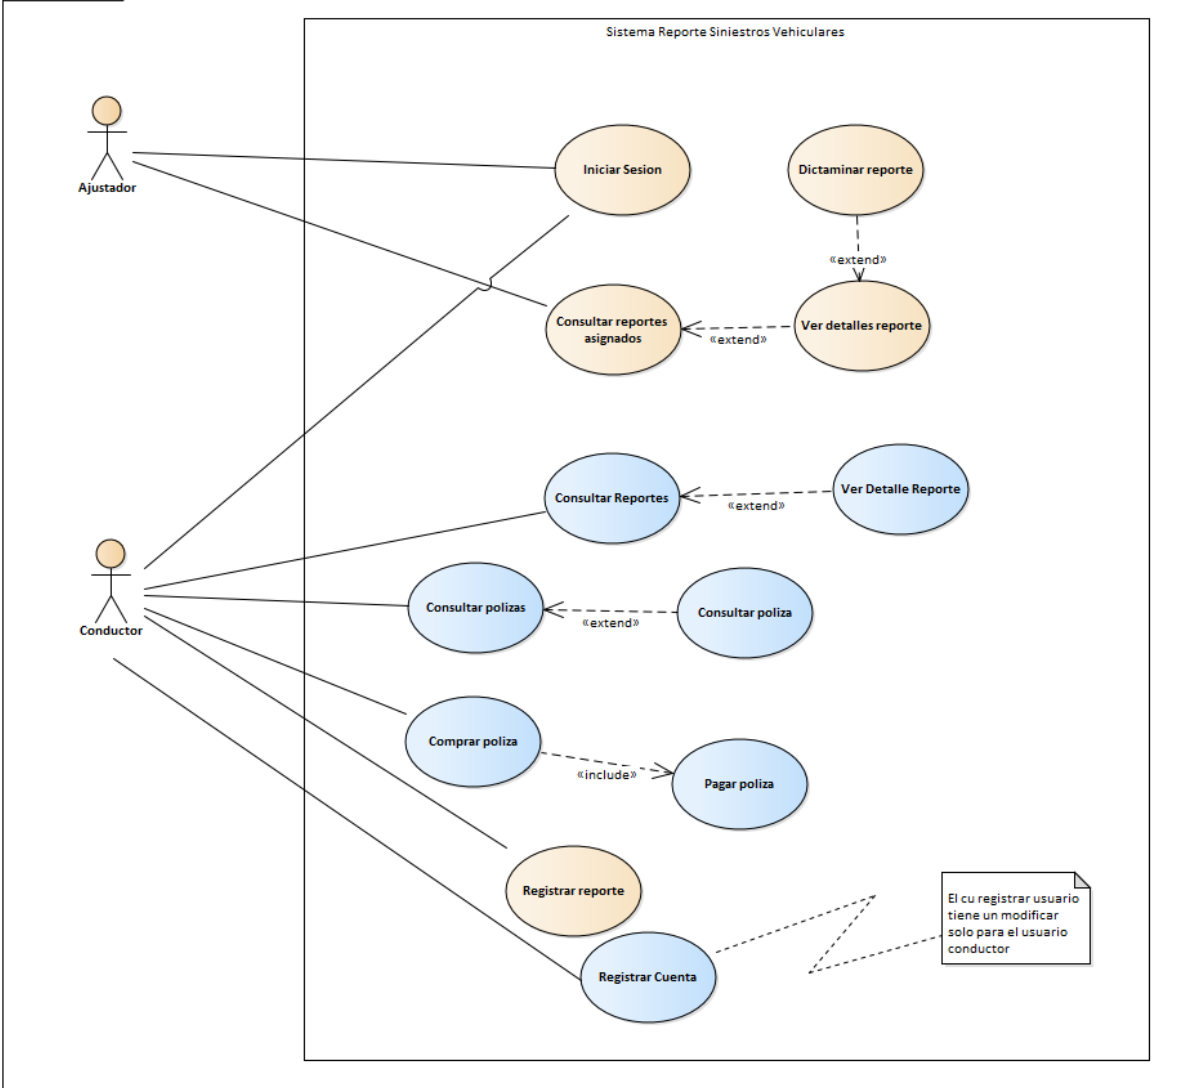 Sistema Reporte Siniestros Vehiculares
Ajustador
Iniciar Sesion
Dictaminar reporte
«extend»
Consultar reportes
asignados
«extend»
Ver detalles reporte
Consultar Reportes
«extend»
Ver Detalle Reporte
Conductor
Consultar polizas
«extend»
Consultar poliza
Comprar poliza
«include»
Pagar poliza
Registrar reporte
Registrar Cuenta
El cu registrar usuario
tiene un modificar
solo para el usuario
conductor